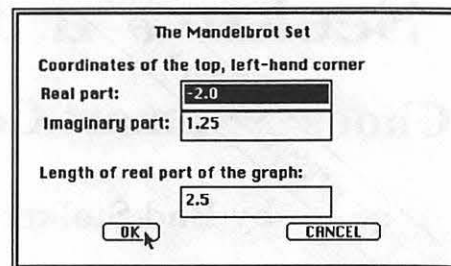 The Mandelbrot Set
Coordinates of the top, left-hand corner
Real part: -2.0
Imaginary part: 1.25
Length of real part of the graph:
2.5
OK CANCEL